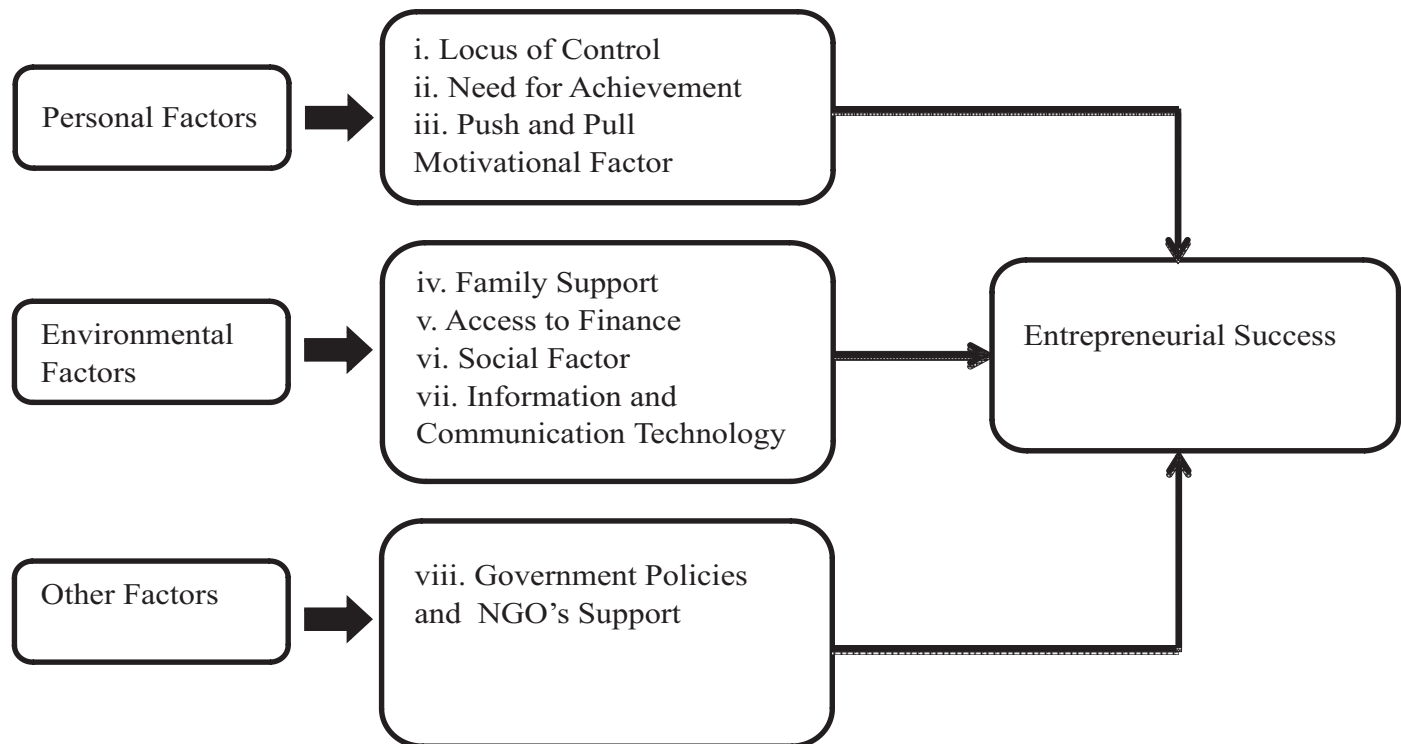 Personal Factors
i. Locus of Control
ii. Need for Achievement
iii. Push and Pull
Motivational Factor
Environmental
Factors
iv. Family Support
v. Access to Finance
vi. Social Factor
vii. Information and
Communication Technology
Other Factors
viii. Government Policies
and NGO’s Support
Entrepreneurial Success